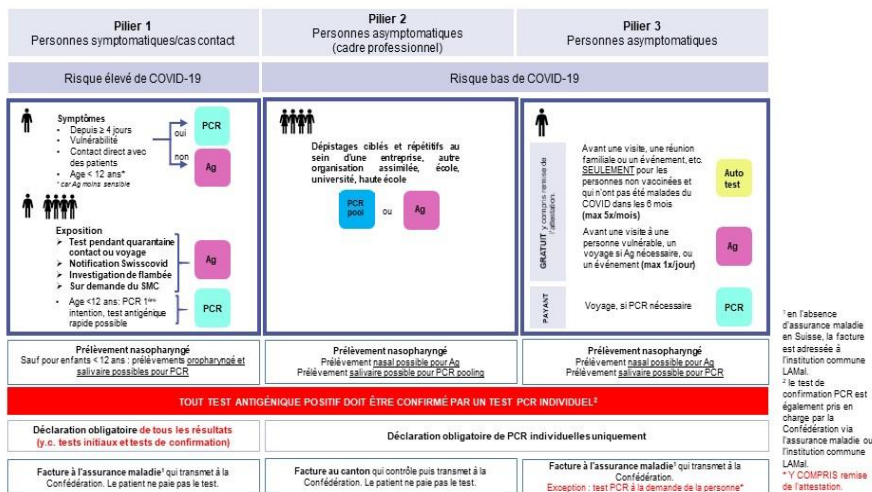 Pilier 1
Personnes symptomatiques/cas contact
Pilier 2
Personnes asymptomatiques
(cadre professionnel)
Pilier 3
Personnes asymptomatiques
Risque élevé de COVID-19
Risque bas de COVID-19
Symptômes
• Depuis ≥ 4 jours
• Vulnérabilité
• Contact direct avec
des patients
• Age < 12 ans*
* car Ag moins sensible
oui
non
PCR
Ag
Exposition
➢ Test pendant quarantaine
contact ou voyage
➢ Notification Swisscovid
➢ Investigation de flambée
➢ Sur demande du SMC
Ag
• Age <12 ans: PCR 1ère
intention, test antigénique
rapide possible
PCR
Dépistages ciblés et répétitifs au
sein d'une entreprise, autre
organisation assimilée, école,
université, haute école
PCR
pool
ou
Ag
GRATUIT y compris remise de
l'attestation.
Avant une visite, une réunion
familiale ou un événement, etc.
SEULEMENT pour les
personnes non vaccinées et
qui n'ont pas été malades du
COVID dans les 6 mois
(max 5x/mois)
Auto
test
Avant une visite à une
personne vulnérable, un
voyage si Ag nécessaire, ou
un événement (max 1x/jour)
Ag
PAYANT
Voyage, si PCR nécessaire
PCR
Prélèvement nasopharyngé
Sauf pour enfants < 12 ans : prélèvements oropharyngé et
salivaire possibles pour PCR
Prélèvement nasopharyngé
Prélèvement nasal possible pour Ag
Prélèvement salivaire possible pour PCR pooling
Prélèvement nasopharyngé
Prélèvement nasal possible pour Ag
Prélèvement salivaire possible pour PCR
TOUT TEST ANTIGÉNIQUE POSITIF DOIT ÊTRE CONFIRMÉ PAR UN TEST PCR INDIVIDUEL²
Déclaration obligatoire de tous les résultats
(y.c. tests initiaux et tests de confirmation)
Déclaration obligatoire de PCR individuelles uniquement
Facture à l'assurance maladie¹ qui transmet à la
Confédération. Le patient ne paie pas le test.
Facture au canton qui contrôle puis transmet à la
Confédération. Le patient ne paie pas le test.
Facture à l'assurance maladie¹ qui transmet à la
Confédération.
Exception : test PCR à la demande de la personne*
¹ en l'absence
d'assurance maladie
en Suisse, la facture
est adressée à
l'institution commune
LAMal.
² le test de
confirmation PCR est
également pris en
charge par la
Confédération via
l'assurance maladie ou
l'institution commune
LAMal.
* Y COMPRIS remise
de l'attestation.